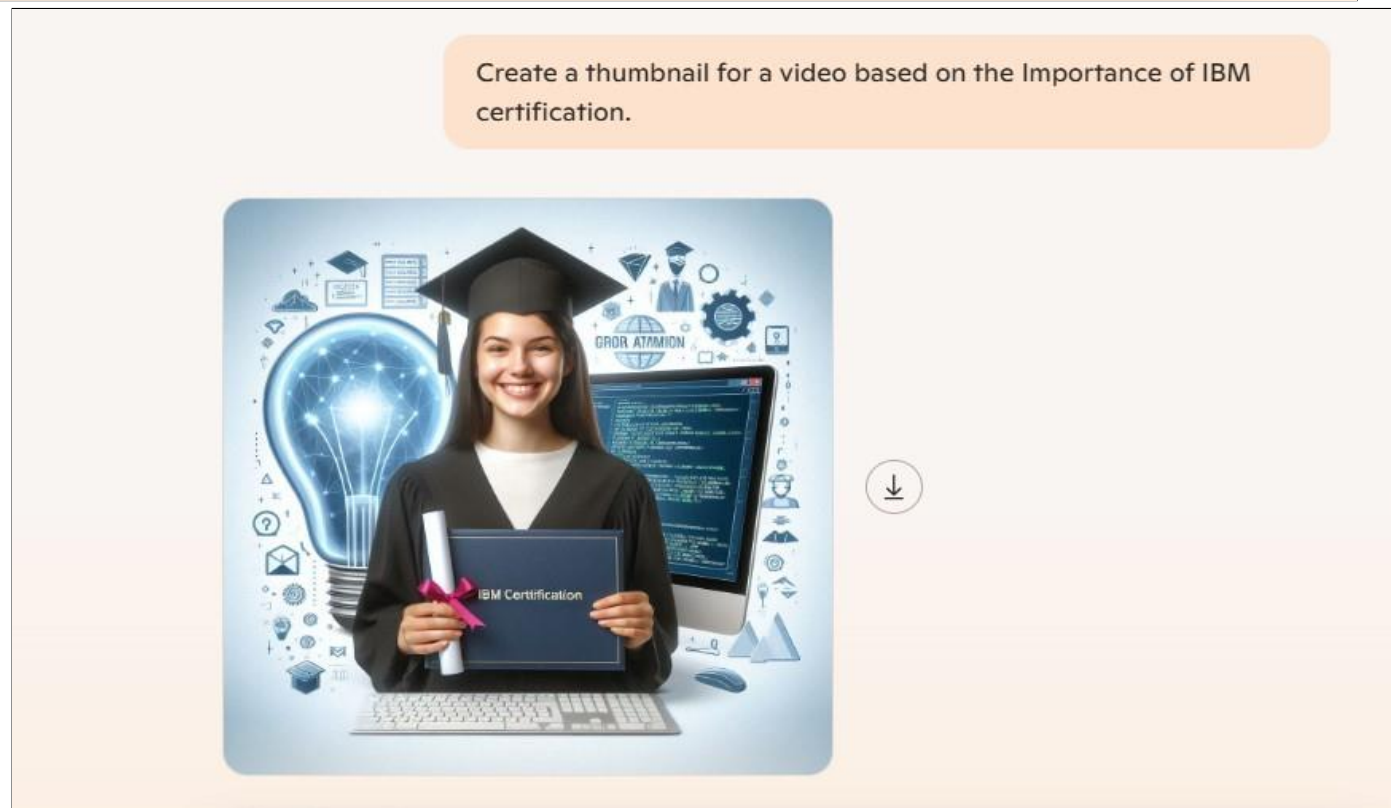 Create a thumbnail for a video based on the Importance of IBM
certification.
GROR ATAMION
IBM Certification